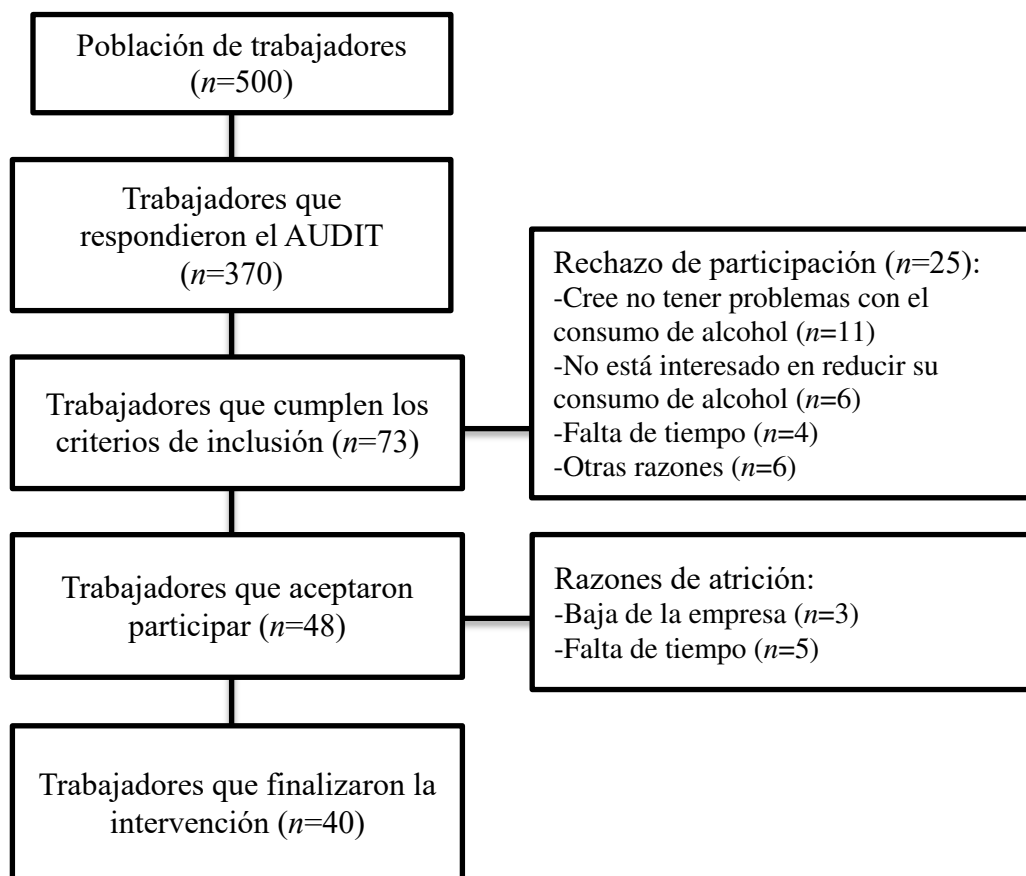 Población de trabajadores
(n=500)
Trabajadores que
respondieron el AUDIT
(n=370)
Rechazo de participación (n=25):
-Cree no tener problemas con el
consumo de alcohol (n=11)
-No está interesado en reducir su
consumo de alcohol (n=6)
-Falta de tiempo (n=4)
-Otras razones (n=6)
Trabajadores que cumplen los
criterios de inclusión (n=73)
Trabajadores que aceptaron
participar (n=48)
Razones de atrición:
-Baja de la empresa (n=3)
-Falta de tiempo (n=5)
Trabajadores que finalizaron la
intervención (n=40)